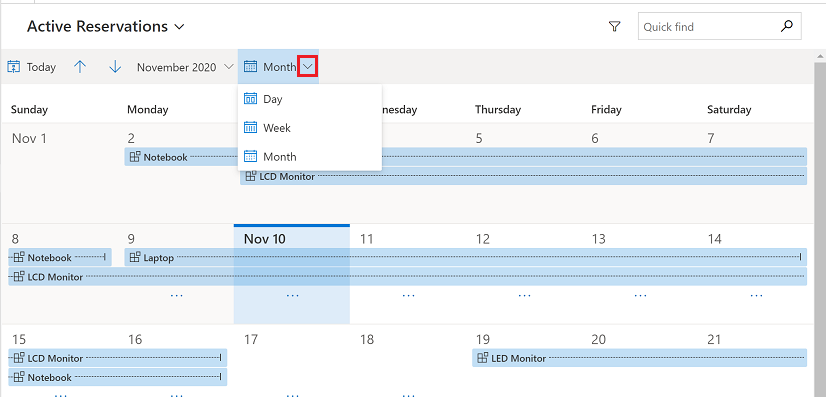 Active Reservations
Quick find
Today November 2020 Month
Day
Week
Month
Sunday Monday nesday Thursday Friday Saturday
Nov 1 2 5 6 7
Notebook
LCD Monitor
8 9 Nov 10 11 12 13 14
Notebook Laptop
LCD Monitor
... ... ... ... ... ...
15 16 17 18 19 20 21
LCD Monitor LED Monitor
Notebook